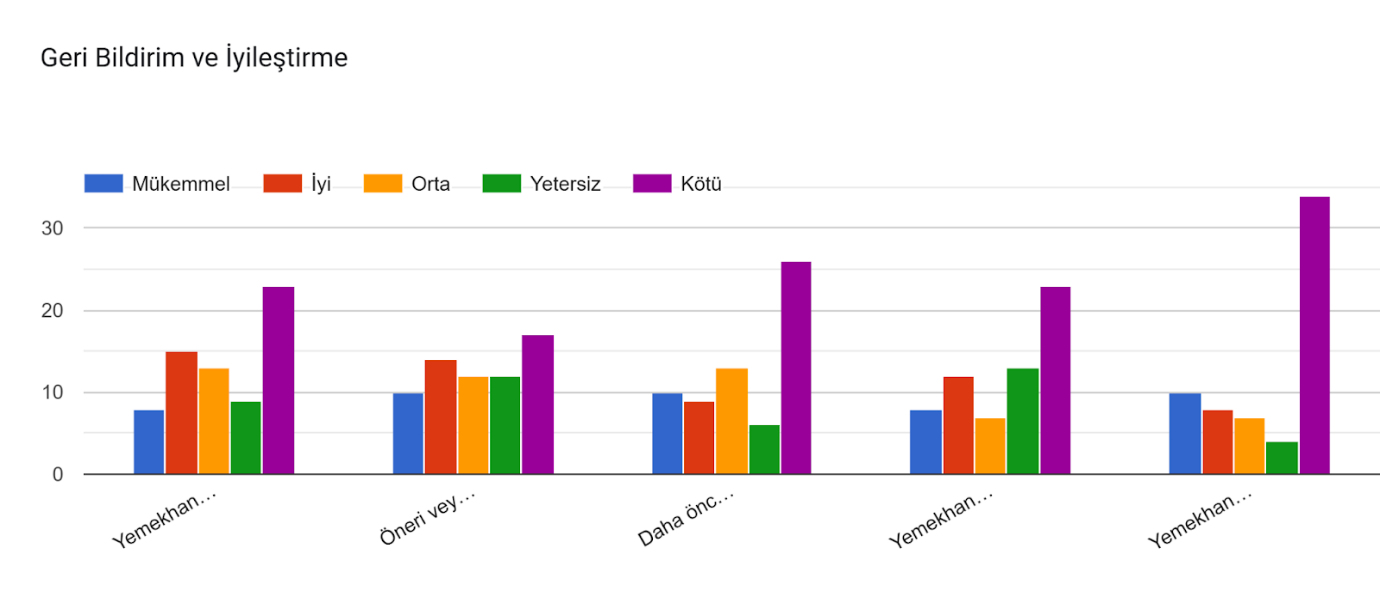 Geri Bildirim ve İyileştirme
Mükemmel İyi Orta Yetersiz Kötü
30
20
10
0
Yemekhan… Öneri vey… Daha önc… Yemekhan… Yemekhan…